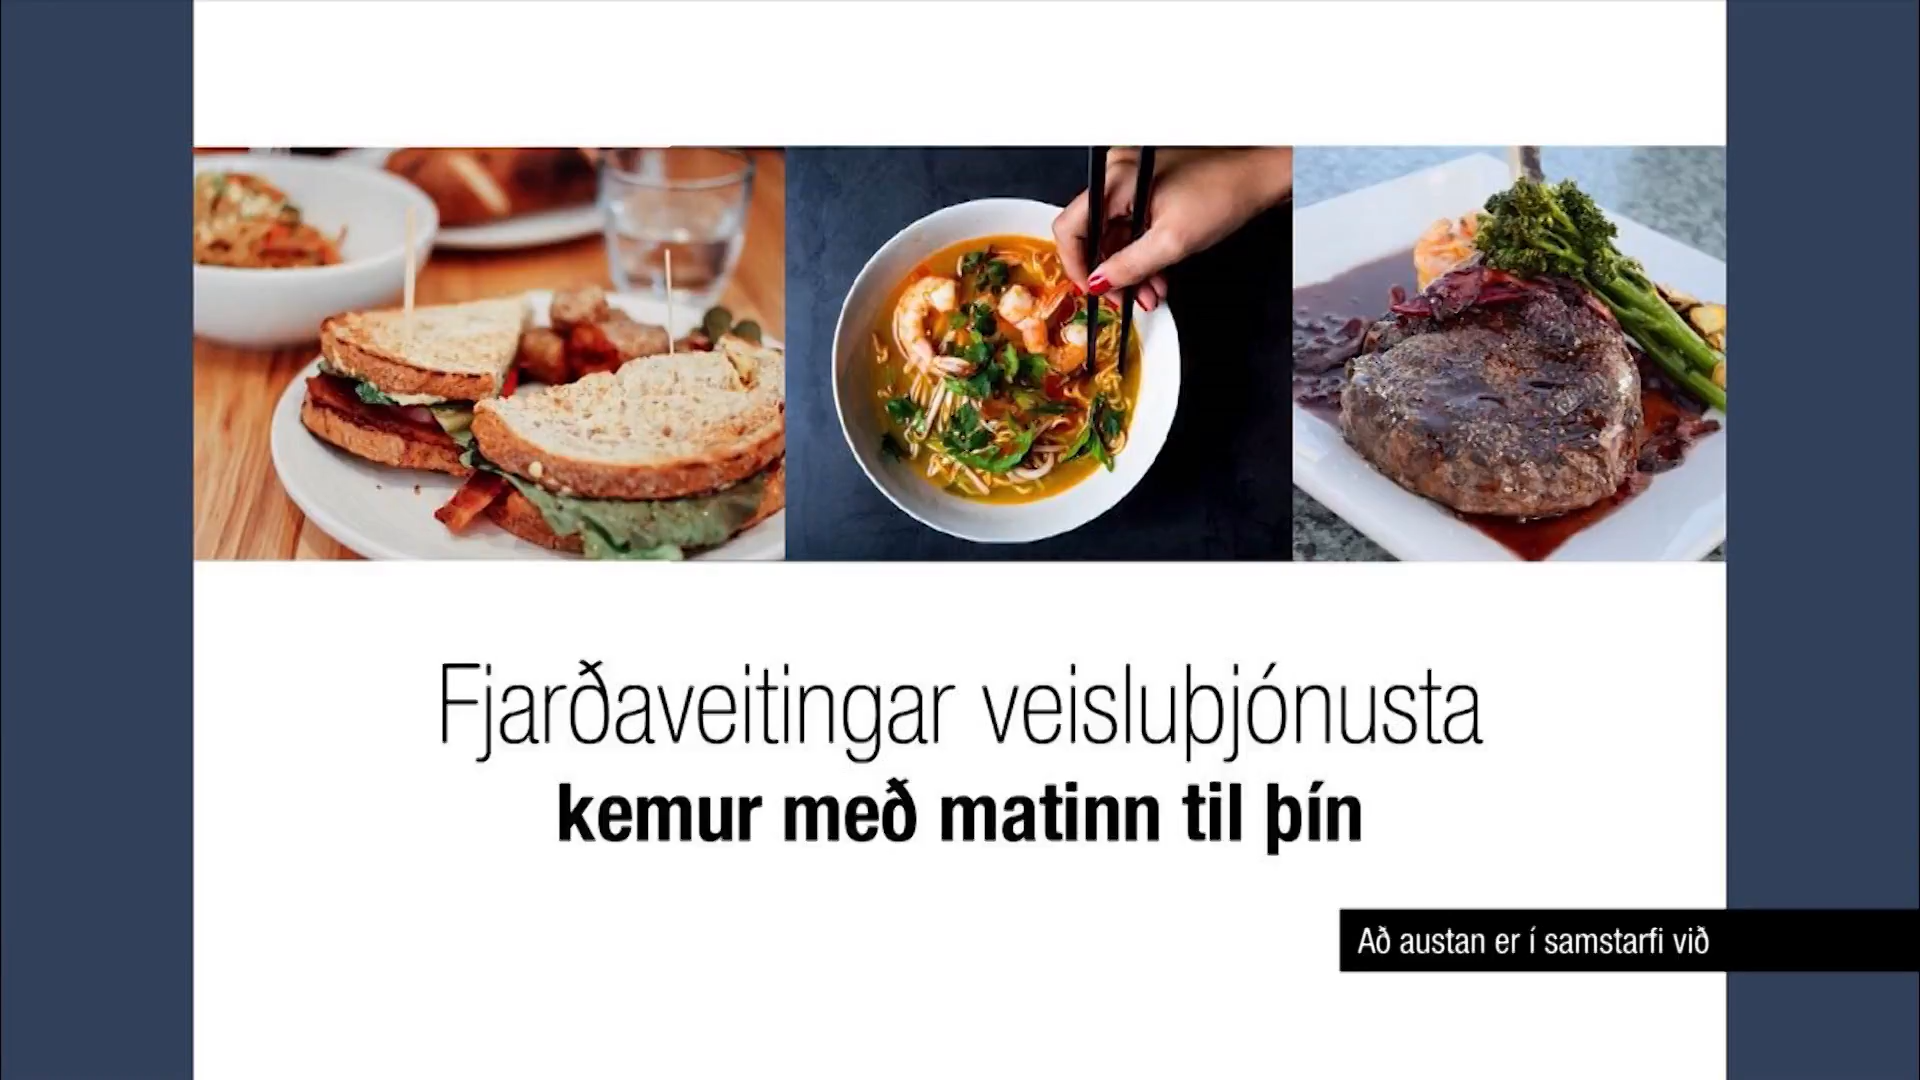 Fjarðaveitingar veisluþjónusta
kemur með matinn til þín
Að austan er í samstarfi við